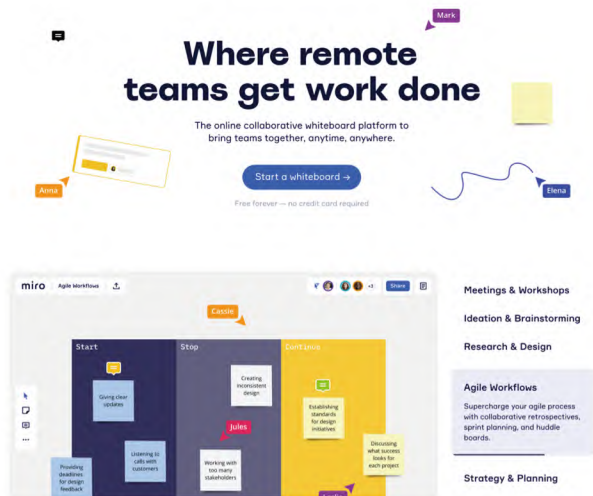 Mark
Where remote
teams get work done
The online collaborative whiteboard platform to
bring teams together, anytime, anywhere.
Anna
Start a whiteboard →
Elena
Free forever — no credit card required
miro
Agile Workflows
+3
Share
Cassie
Start
Stop
Continue
Giving clear
updates
Listening to
calls with
customers
Providing
deadlines
for design
feedback
Creating
inconsistent
design
Jules
Working with
too many
stakeholders
Establishing
standards
for design
initiatives
Discussing
what success
looks for
each project
Meetings & Workshops
Ideation & Brainstorming
Research & Design
Agile Workflows
Supercharge your agile process
with collaborative retrospectives,
sprint planning, and huddle
boards.
Strategy & Planning